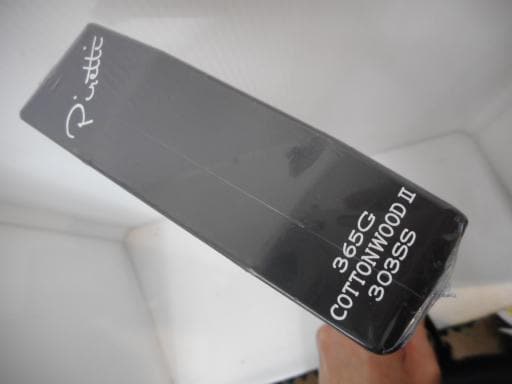 Piretti
365G
COTTONWOOD II
303SS